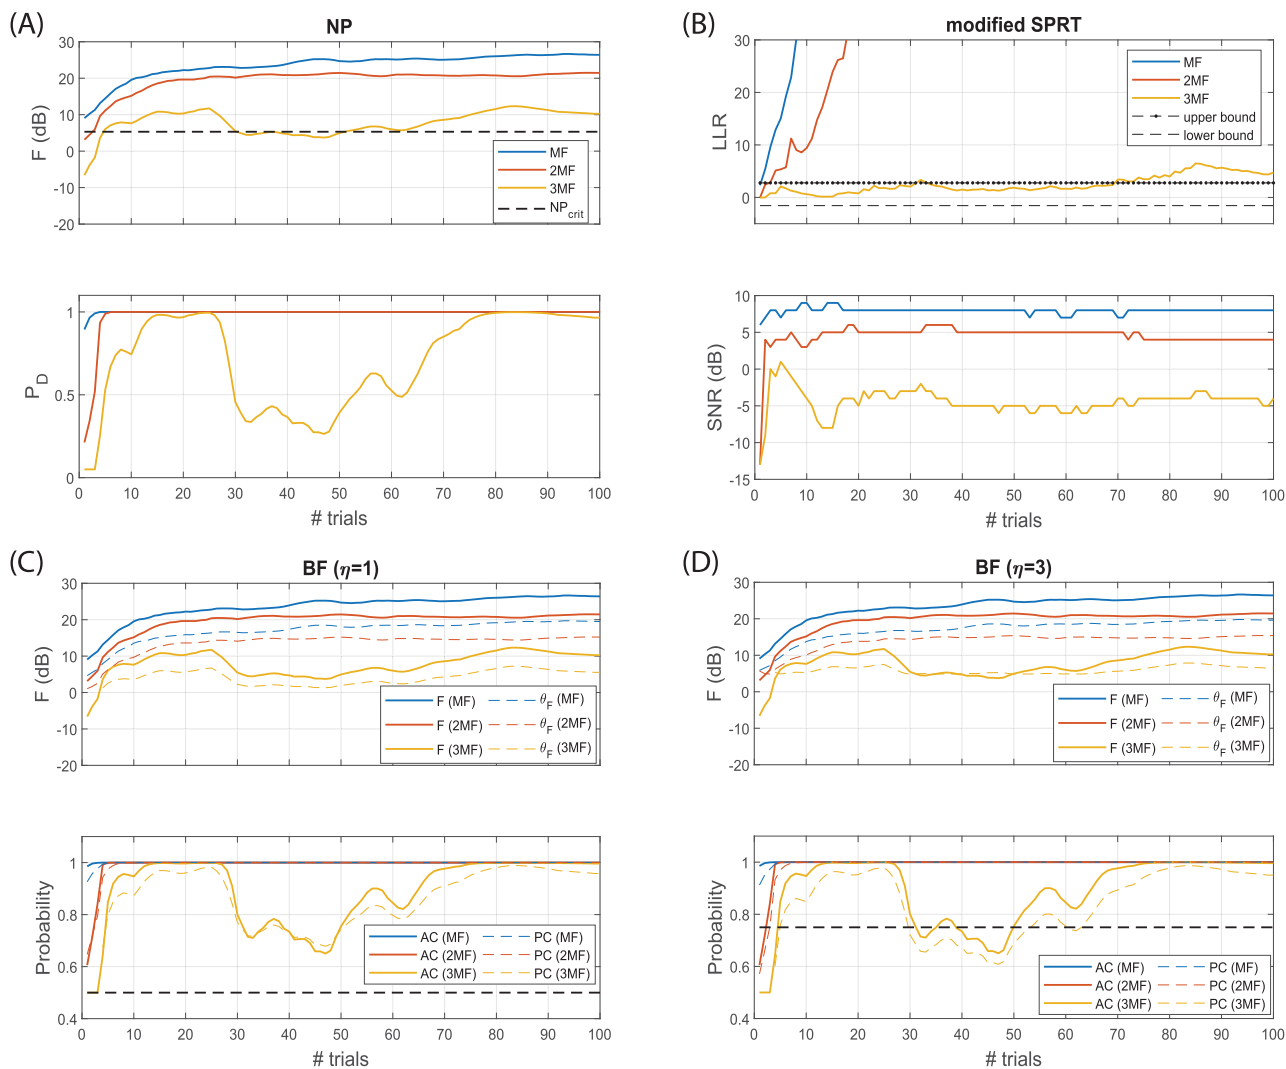 (A)
NP
30
20
10
0
-10
-20
F (dB)
MF
2MF
3MF
NPcrit
1
0.5
0
P_D
0 10 20 30 40 50 60 70 80 90 100
# trials
(B)
modified SPRT
30
20
10
0
LLR
MF
2MF
3MF
upper bound
lower bound
10
5
0
-5
-10
-15
SNR (dB)
0 10 20 30 40 50 60 70 80 90 100
# trials
(C)
BF (η=1)
30
20
10
0
-10
-20
F (dB)
F (MF) θ_F (MF)
F (2MF) θ_F (2MF)
F (3MF) θ_F (3MF)
1
0.8
0.6
0.4
Probability
AC (MF) PC (MF)
AC (2MF) PC (2MF)
AC (3MF) PC (3MF)
0 10 20 30 40 50 60 70 80 90 100
# trials
(D)
BF (η=3)
30
20
10
0
-10
-20
F (dB)
F (MF) θ_F (MF)
F (2MF) θ_F (2MF)
F (3MF) θ_F (3MF)
1
0.8
0.6
0.4
Probability
AC (MF) PC (MF)
AC (2MF) PC (2MF)
AC (3MF) PC (3MF)
0 10 20 30 40 50 60 70 80 90 100
# trials